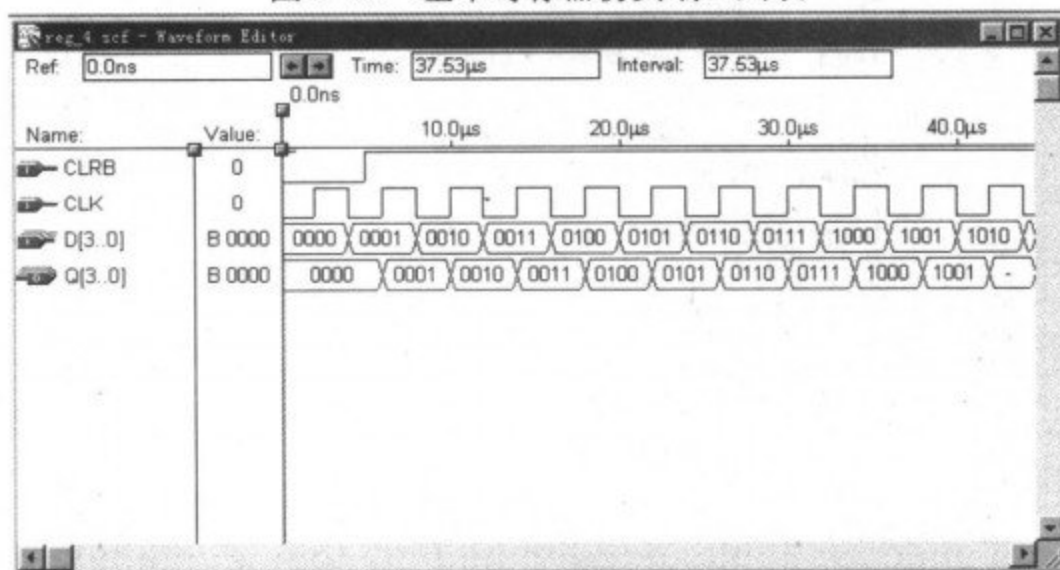 reg_4.scf - Waveform Editor
Ref: 0.0ns Time: 37.53μs Interval: 37.53μs
0.0ns
Name: Value: 10.0μs 20.0μs 30.0μs 40.0μs
CLRB 0
CLK 0
D[3..0] B 0000 0000 0001 0010 0011 0100 0101 0110 0111 1000 1001 1010
Q[3..0] B 0000 0000 0001 0010 0011 0100 0101 0110 0111 1000 1001 -